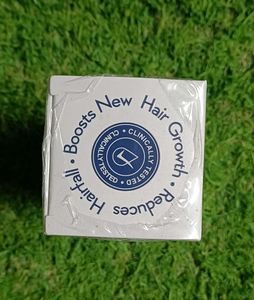 Boosts New Hair Growth • Reduces Hairfall •
CLINICALLY TESTED • CLINICALLY TESTED •